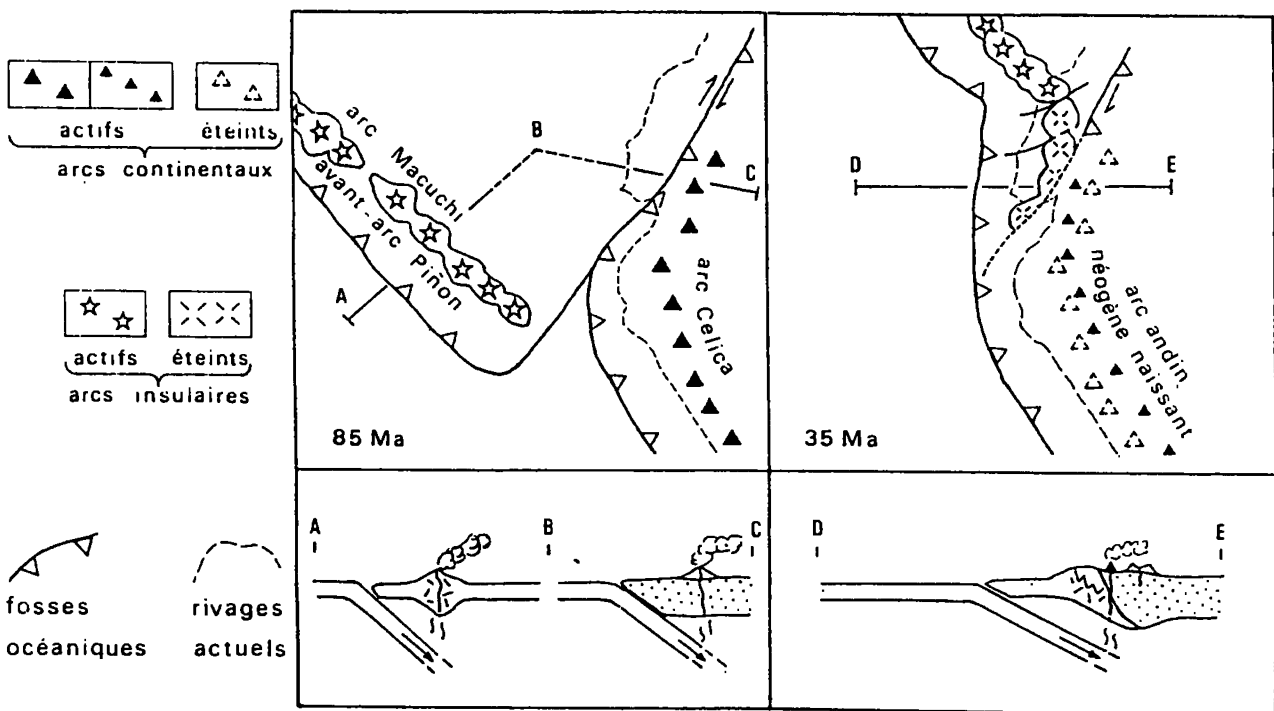 actifs éteints
arcs continentaux
actifs éteints
arcs insulaires
fosses
océaniques
rivages
actuels
arc
Macuchi
avant-arc Piñon
arc Celica
A
B
C
85 Ma
D
E
arc andin
néogène naissant
35 Ma
A
B
C
D
E